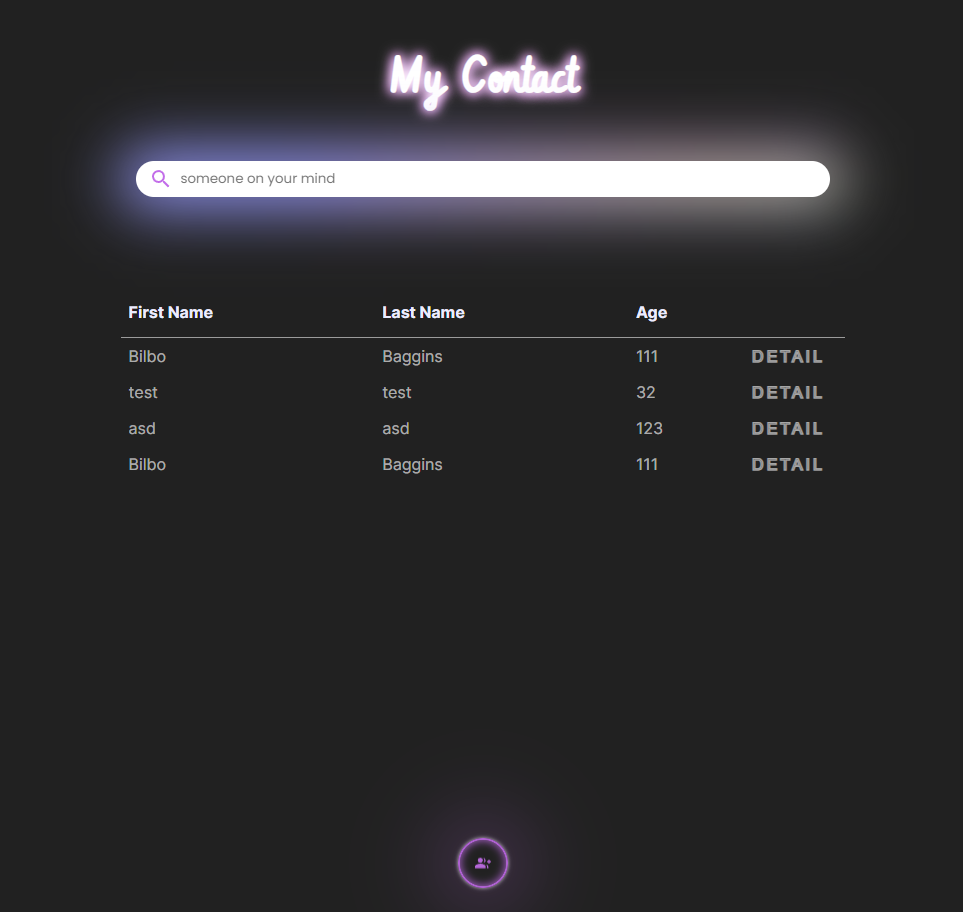 My Contact
someone on your mind
First Name Last Name Age
Bilbo Baggins 111 DETAIL
test test 32 DETAIL
asd asd 123 DETAIL
Bilbo Baggins 111 DETAIL